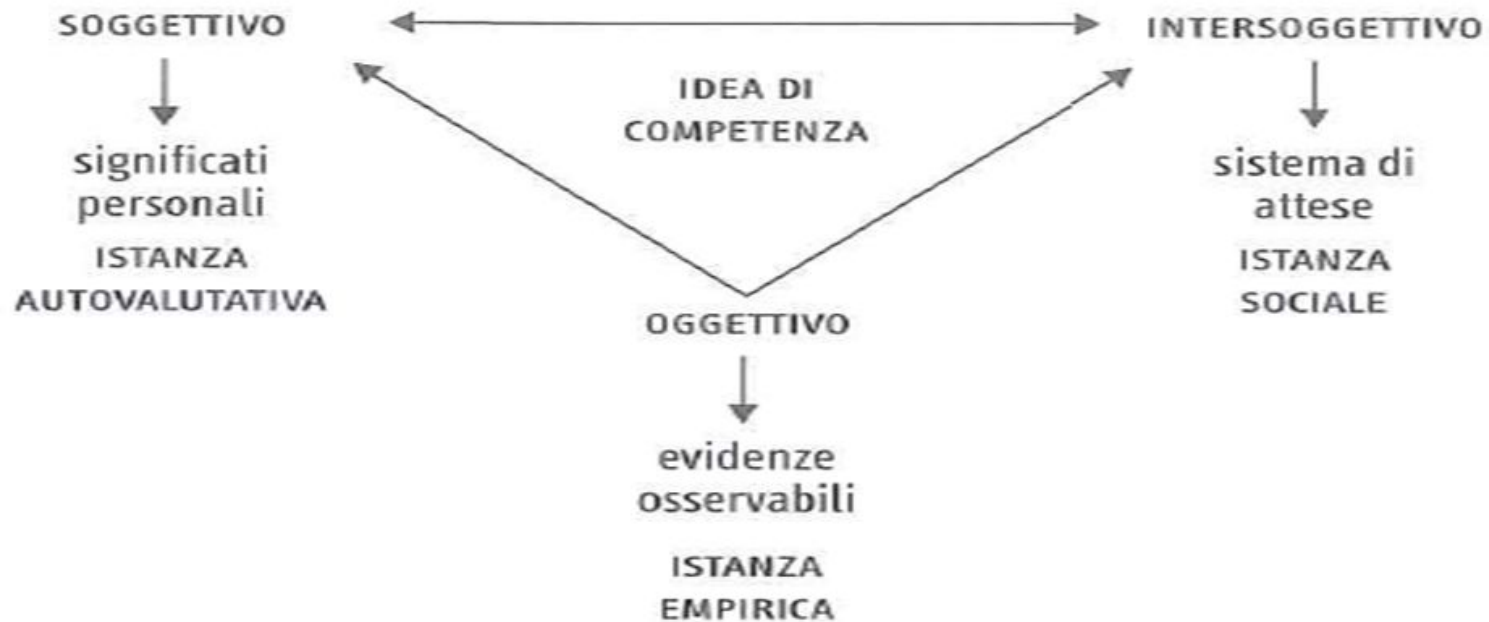 SOGGETTIVO
INTERSOGGETTIVO
IDEA DI
COMPETENZA
significati
personali
ISTANZA
AUTOVALUTATIVA
sistema di
attese
ISTANZA
SOCIALE
OGGETTIVO
evidenze
osservabili
ISTANZA
EMPIRICA